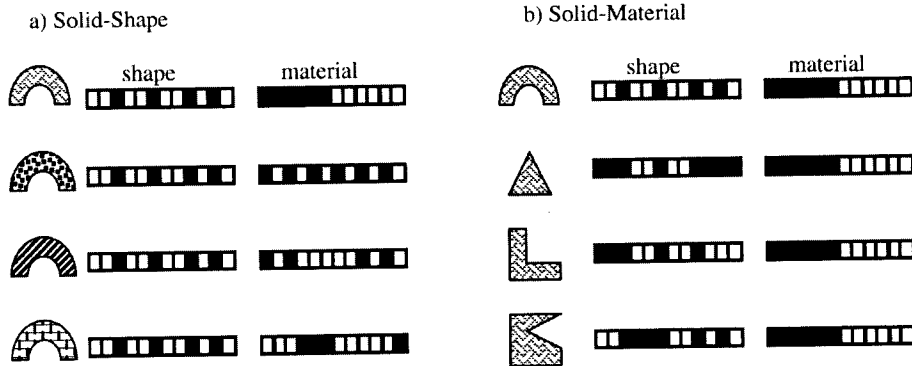 a) Solid-Shape
shape material
b) Solid-Material
shape material